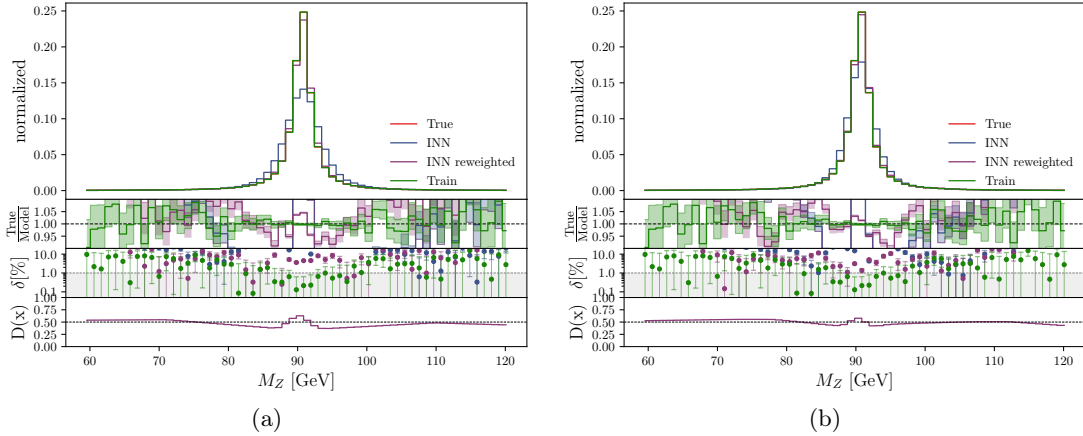 0.25
0.20
0.15
0.10
0.05
0.00
normalized
True
INN
INN reweighted
Train
1.05
1.00
0.95
True
Model
10.0
1.0
0.1
δ[%]
1.00
0.75
0.50
0.25
0.00
D(x)
60 70 80 90 100 110 120
M_Z [GeV]
(a)
0.25
0.20
0.15
0.10
0.05
0.00
normalized
True
INN
INN reweighted
Train
1.05
1.00
0.95
True
Model
10.0
1.0
0.1
δ[%]
1.00
0.75
0.50
0.25
0.00
D(x)
60 70 80 90 100 110 120
M_Z [GeV]
(b)